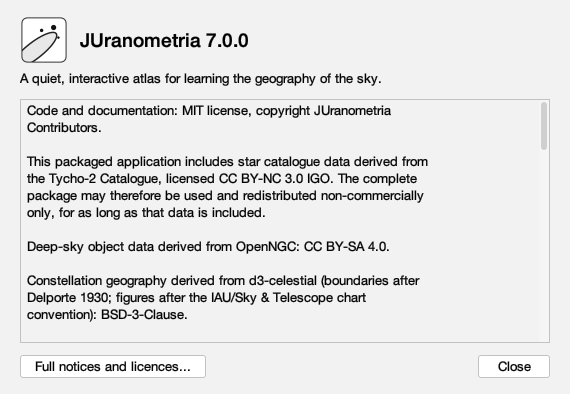 JUranometria 7.0.0
A quiet, interactive atlas for learning the geography of the sky.
Code and documentation: MIT license, copyright JUranometria
Contributors.
This packaged application includes star catalogue data derived from
the Tycho-2 Catalogue, licensed CC BY-NC 3.0 IGO. The complete
package may therefore be used and redistributed non-commercially
only, for as long as that data is included.
Deep-sky object data derived from OpenNGC: CC BY-SA 4.0.
Constellation geography derived from d3-celestial (boundaries after
Delporte 1930; figures after the IAU/Sky & Telescope chart
convention): BSD-3-Clause.
Full notices and licences...
Close